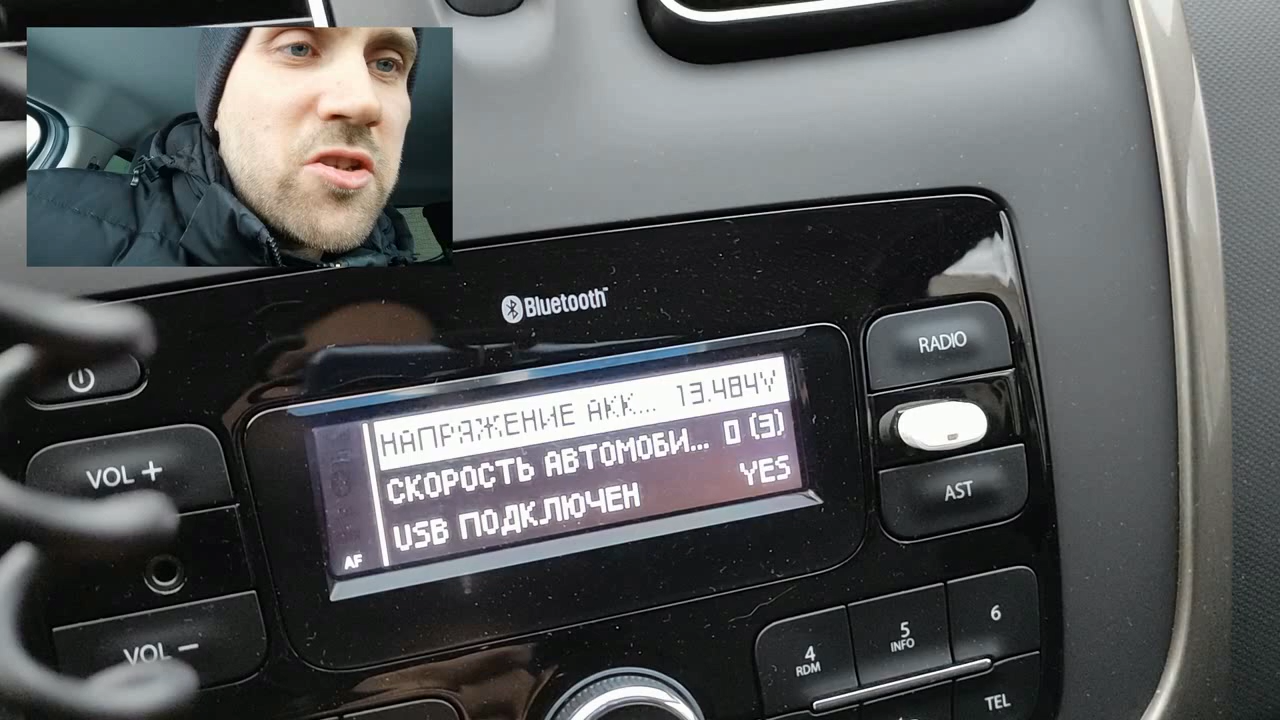 Bluetooth™
RADIO
НАПРЯЖЕНИЕ АКК... 13.484V
СКОРОСТЬ АВТОМОБИ... 0 (3)
USB ПОДКЛЮЧЕН YES
AF
VOL +
AST
VOL −
4
RDM
5
INFO
6
TEL